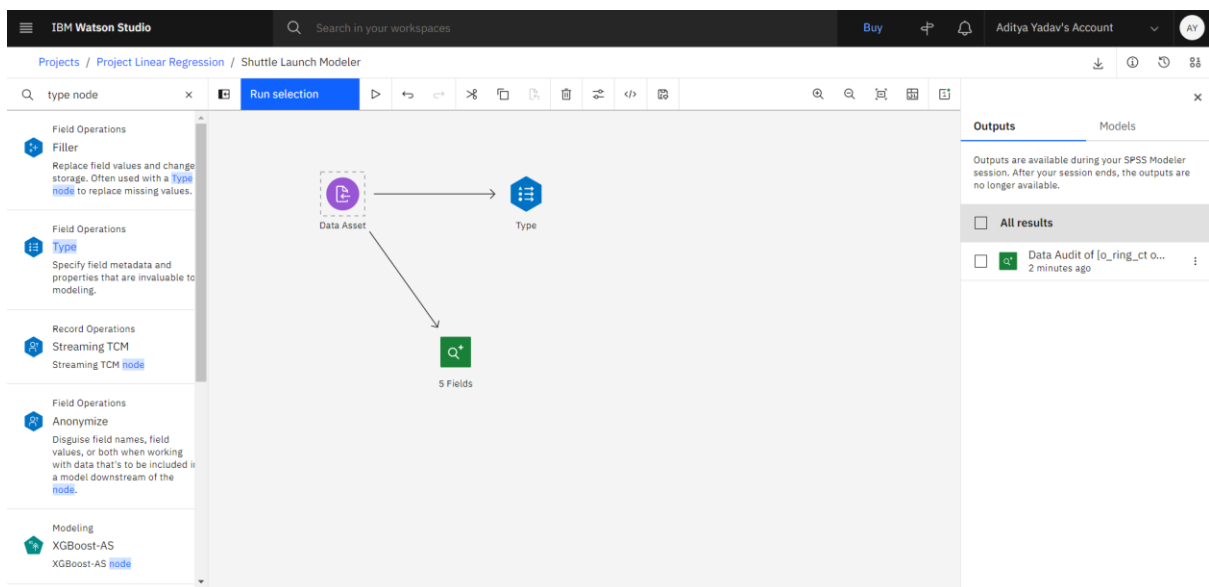 IBM Watson Studio
Search in your workspaces
Buy
Aditya Yadav's Account
AY
Projects / Project Linear Regression / Shuttle Launch Modeler
type node
Run selection
Field Operations
Filler
Replace field values and change
storage. Often used with a Type
node to replace missing values.
Field Operations
Type
Specify field metadata and
properties that are invaluable to
modeling.
Record Operations
Streaming TCM
Streaming TCM node
Field Operations
Anonymize
Disguise field names, field
values, or both when working
with data that's to be included in
a model downstream of the
node.
Modeling
XGBoost-AS
XGBoost-AS node
Data Asset
Type
5 Fields
Outputs
Models
Outputs are available during your SPSS Modeler
session. After your session ends, the outputs are
no longer available.
All results
Data Audit of [o_ring_ct o...
2 minutes ago